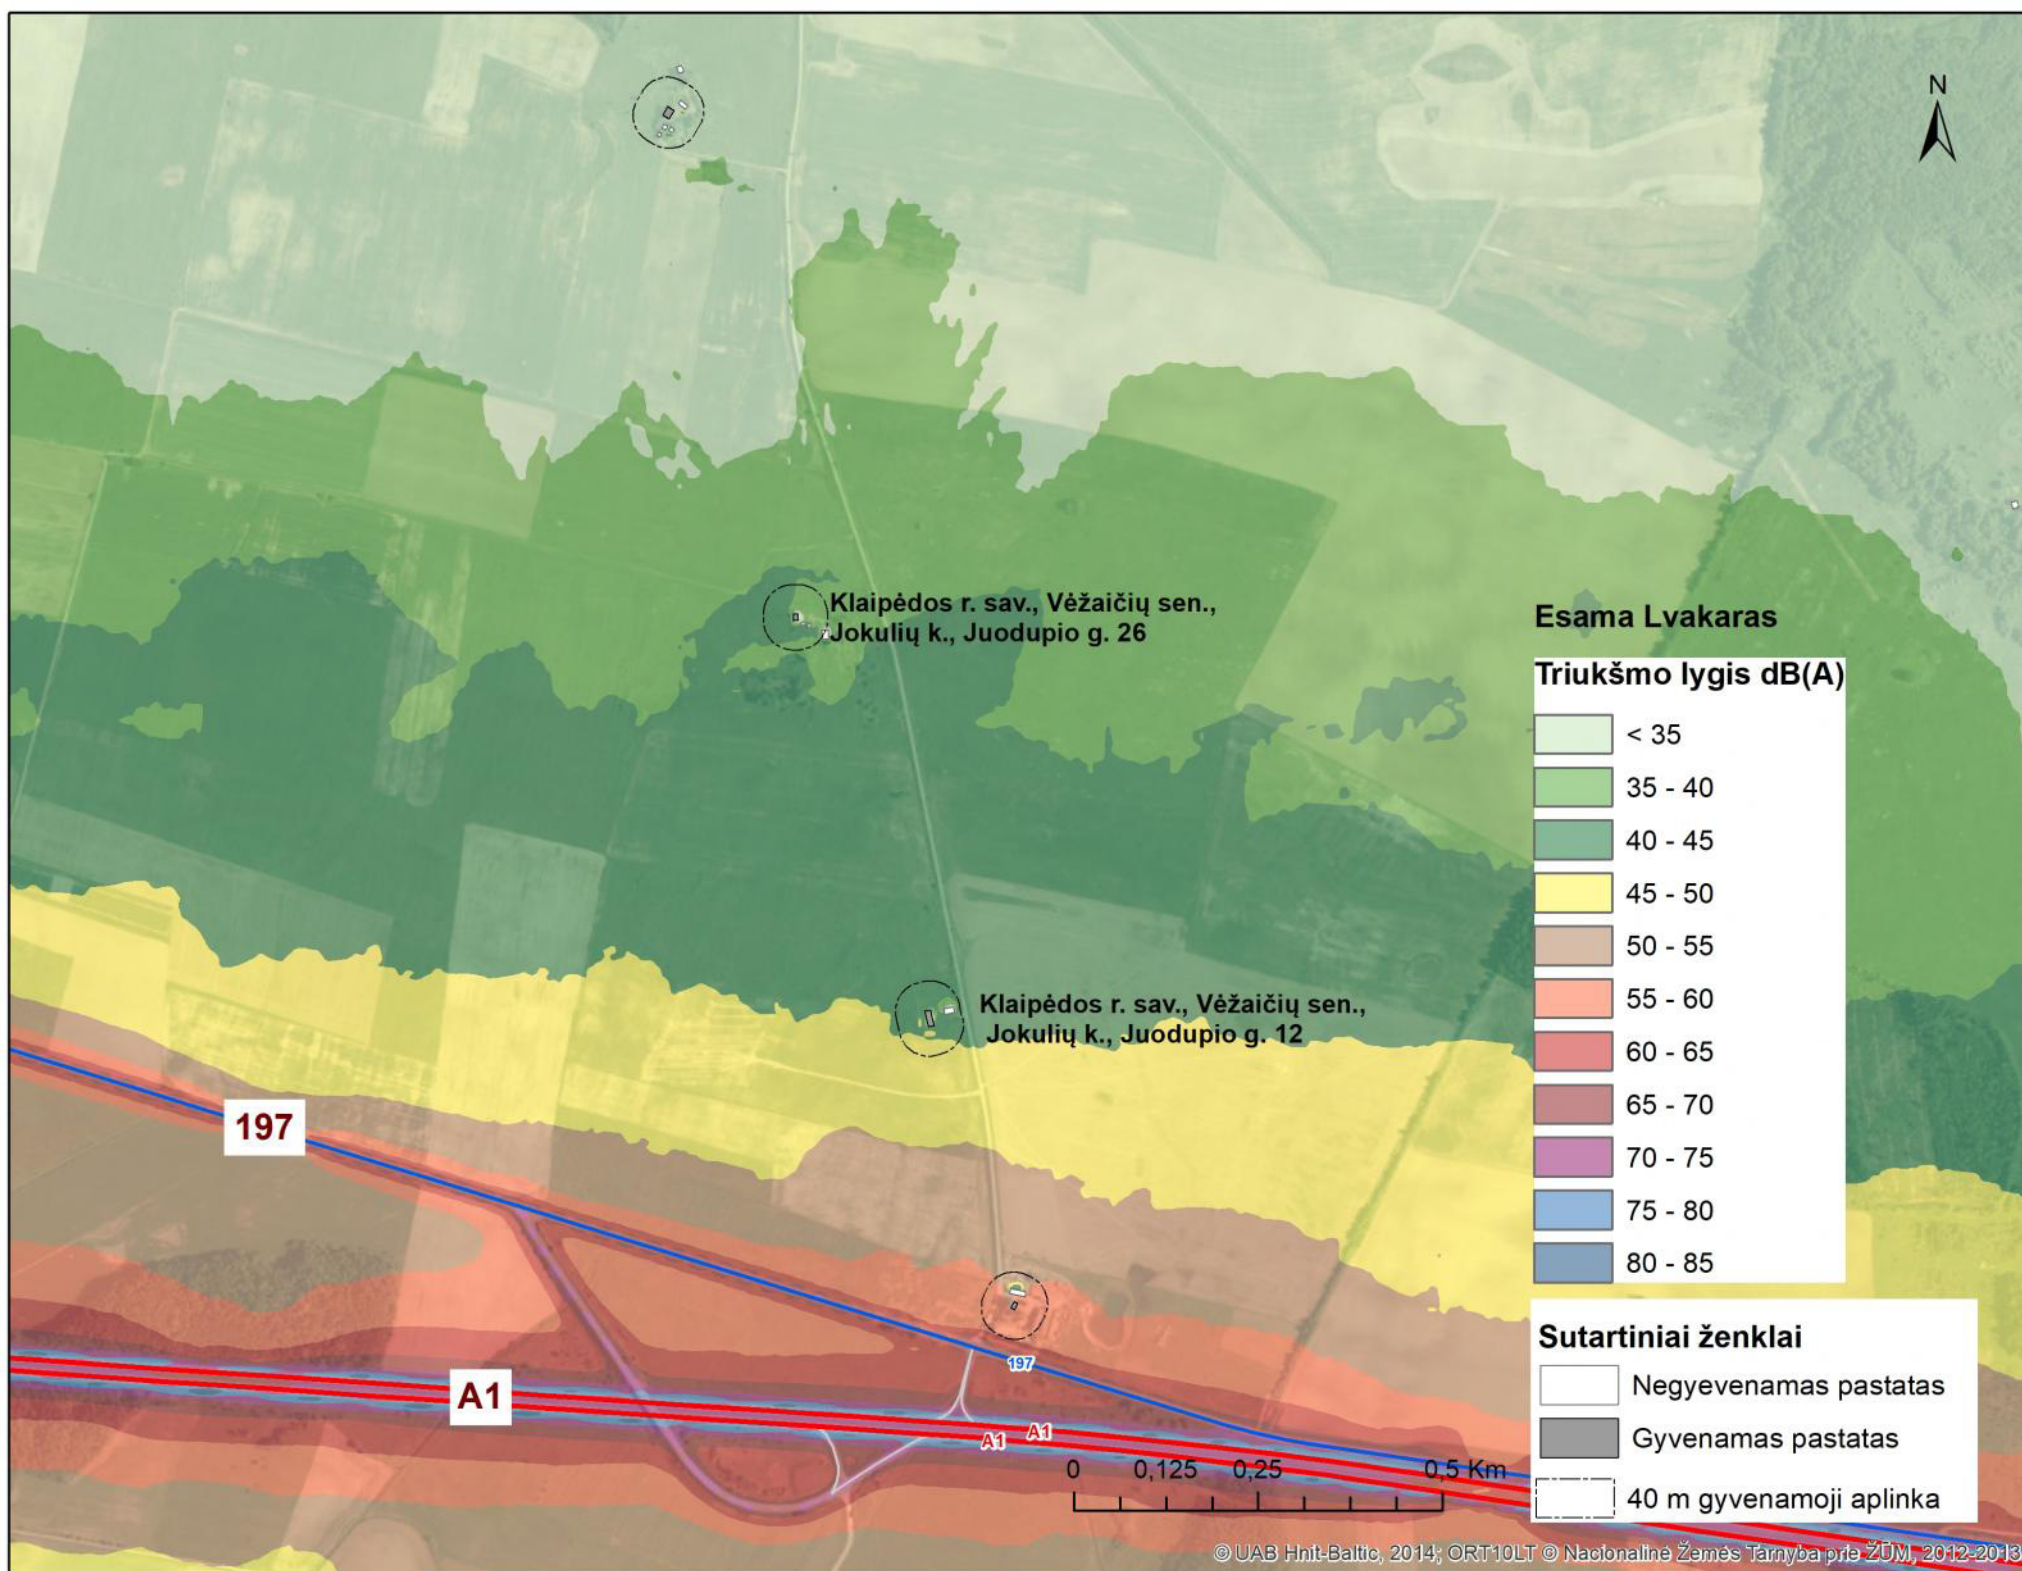 N
Klaipėdos r. sav., Vėžaičių sen.,
Jokulių k., Juodupio g. 26
Esama Lvakaras
Triukšmo lygis dB(A)
< 35
35 - 40
40 - 45
45 - 50
50 - 55
55 - 60
60 - 65
65 - 70
70 - 75
75 - 80
80 - 85
Klaipėdos r. sav., Vėžaičių sen.,
Jokulių k., Juodupio g. 12
197
197
A1
A1
A1
Sutartiniai ženklai
Negyevenamas pastatas
Gyvenamas pastatas
40 m gyvenamoji aplinka
0 0,125 0,25 0,5 Km
© UAB Hnit-Baltic, 2014; ORT10LT © Nacionalinė Žemės Tarnyba prie ŽŪM, 2012-2013